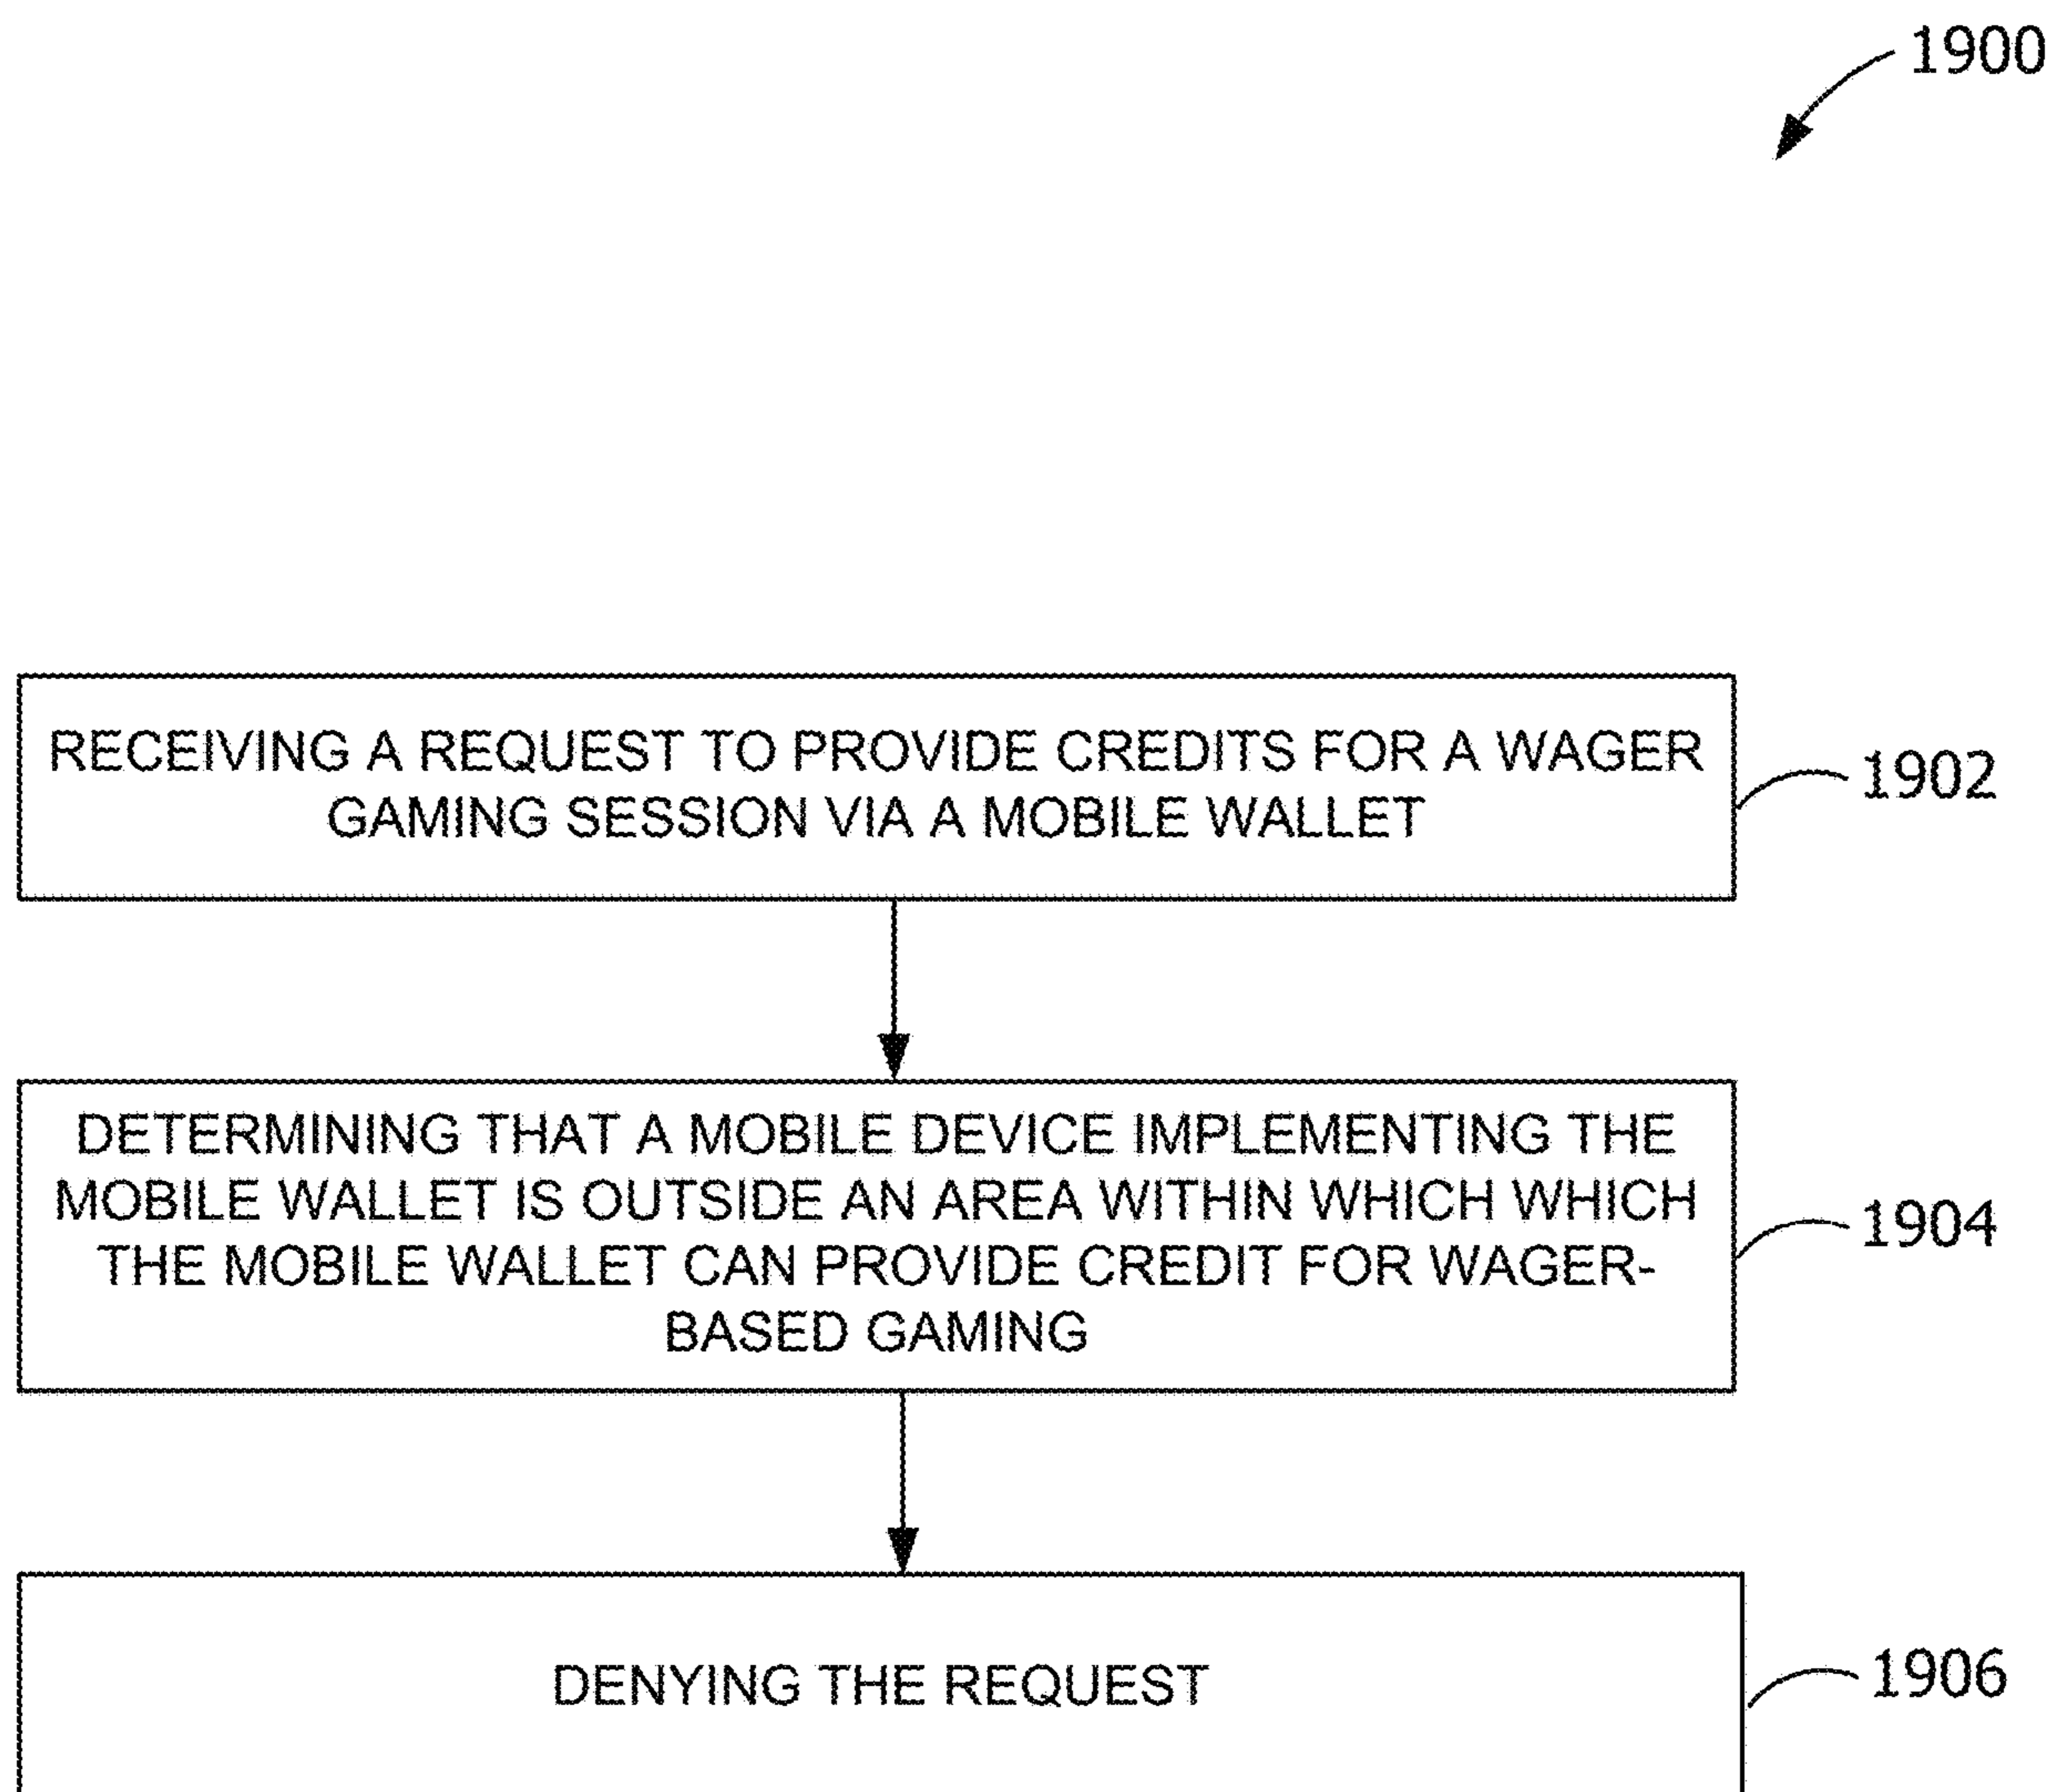 1900
RECEIVING A REQUEST TO PROVIDE CREDITS FOR A WAGER
GAMING SESSION VIA A MOBILE WALLET
1902
DETERMINING THAT A MOBILE DEVICE IMPLEMENTING THE
MOBILE WALLET IS OUTSIDE AN AREA WITHIN WHICH WHICH
THE MOBILE WALLET CAN PROVIDE CREDIT FOR WAGER-
BASED GAMING
1904
DENYING THE REQUEST
1906